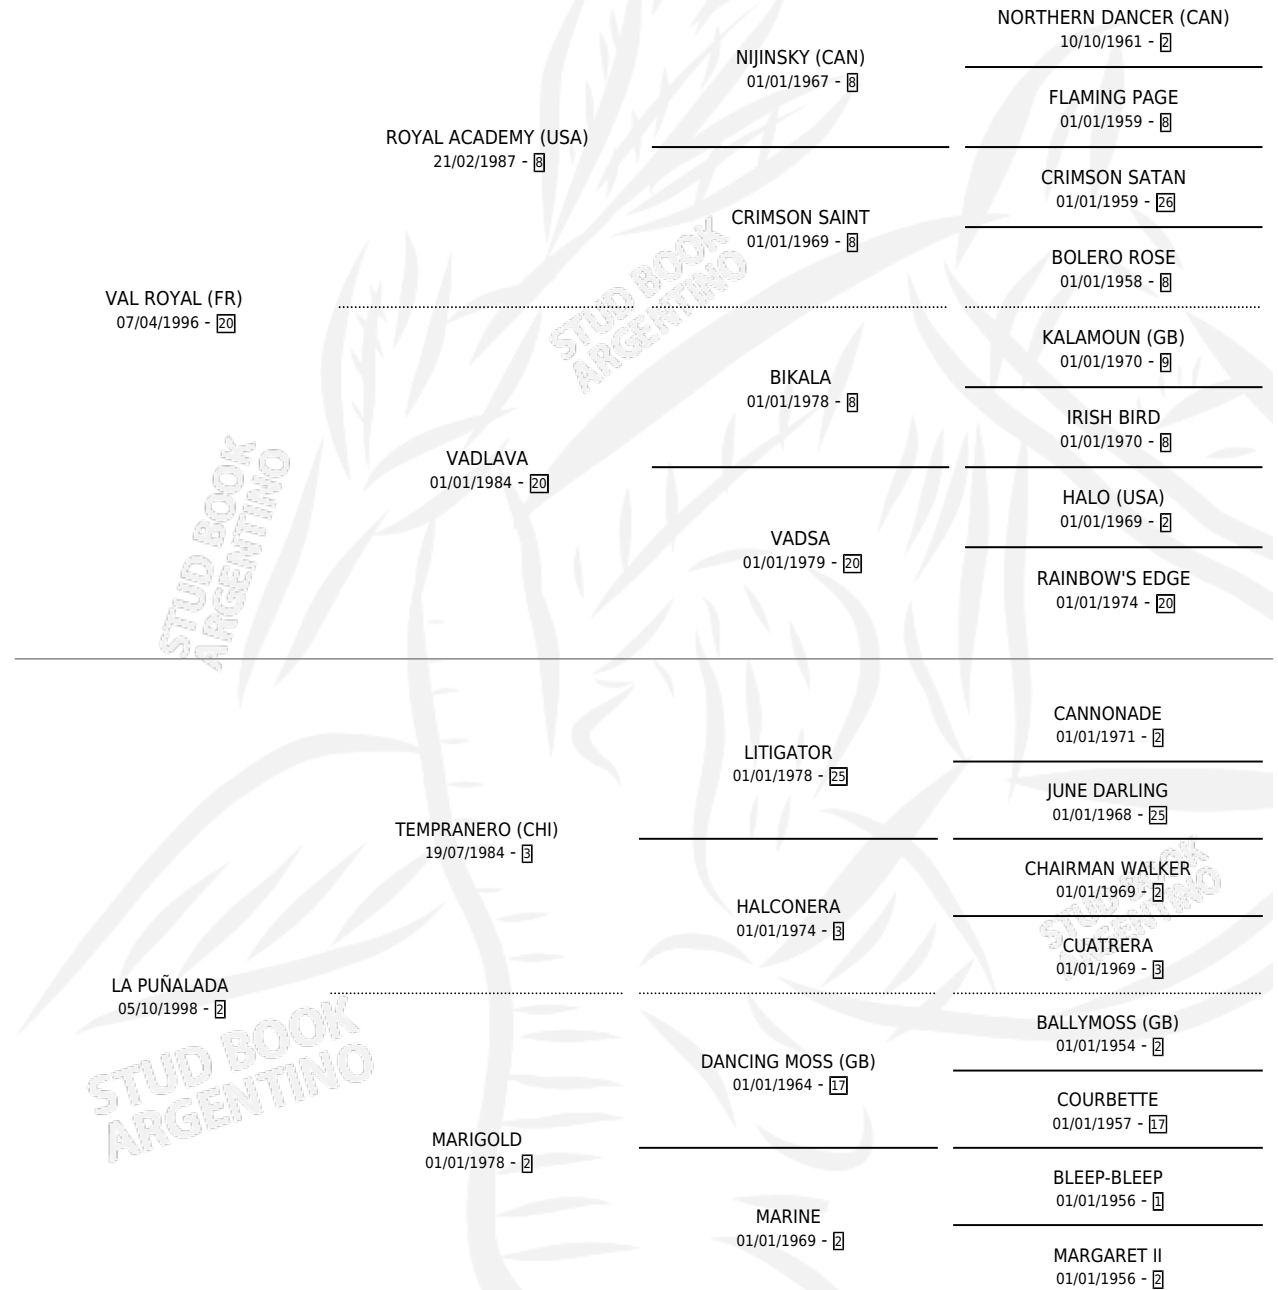 NORTHERN DANCER (CAN)
10/10/1961 - 2
NIJINSKY (CAN)
01/01/1967 - 8
FLAMING PAGE
01/01/1959 - 8
ROYAL ACADEMY (USA)
21/02/1987 - 8
CRIMSON SATAN
01/01/1959 - 26
CRIMSON SAINT
01/01/1969 - 8
BOLERO ROSE
01/01/1958 - 8
VAL ROYAL (FR)
07/04/1996 - 20
KALAMOUN (GB)
01/01/1970 - 9
BIKALA
01/01/1978 - 8
IRISH BIRD
01/01/1970 - 8
VADLAVA
01/01/1984 - 20
HALO (USA)
01/01/1969 - 2
VADSA
01/01/1979 - 20
RAINBOW'S EDGE
01/01/1974 - 20
CANNONADE
01/01/1971 - 2
LITIGATOR
01/01/1978 - 25
JUNE DARLING
01/01/1968 - 25
TEMPRANERO (CHI)
19/07/1984 - 3
CHAIRMAN WALKER
01/01/1969 - 2
HALCONERA
01/01/1974 - 3
CUATRERA
01/01/1969 - 3
LA PUÑALADA
05/10/1998 - 2
BALLYMOSS (GB)
01/01/1954 - 2
DANCING MOSS (GB)
01/01/1964 - 17
COURBETTE
01/01/1957 - 17
MARIGOLD
01/01/1978 - 2
BLEEP-BLEEP
01/01/1956 - 1
MARINE
01/01/1969 - 2
MARGARET II
01/01/1956 - 2
STUD BOOK
ARGENTINO
STUD BOOK
ARGENTINO
STUD BOOK
ARGENTINO
STUD BOOK
ARGENTINO